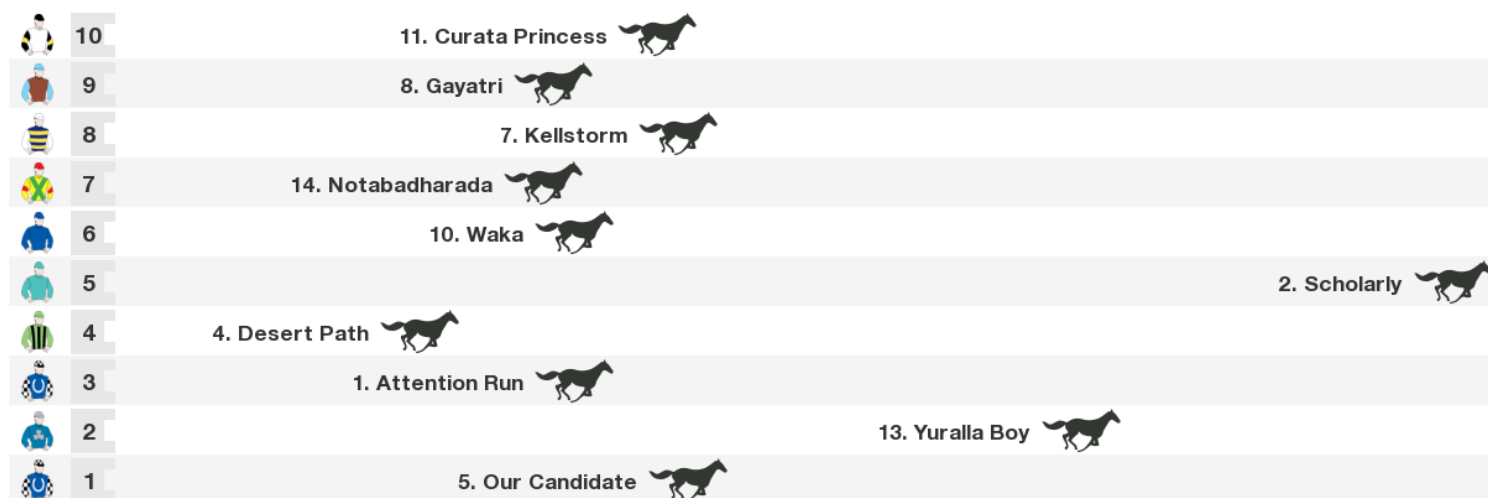 10 11. Curata Princess
9 8. Gayatri
8 7. Kellstorm
7 14. Notabadharada
6 10. Waka
5 2. Scholarly
4 4. Desert Path
3 1. Attention Run
2 13. Yuralla Boy
1 5. Our Candidate